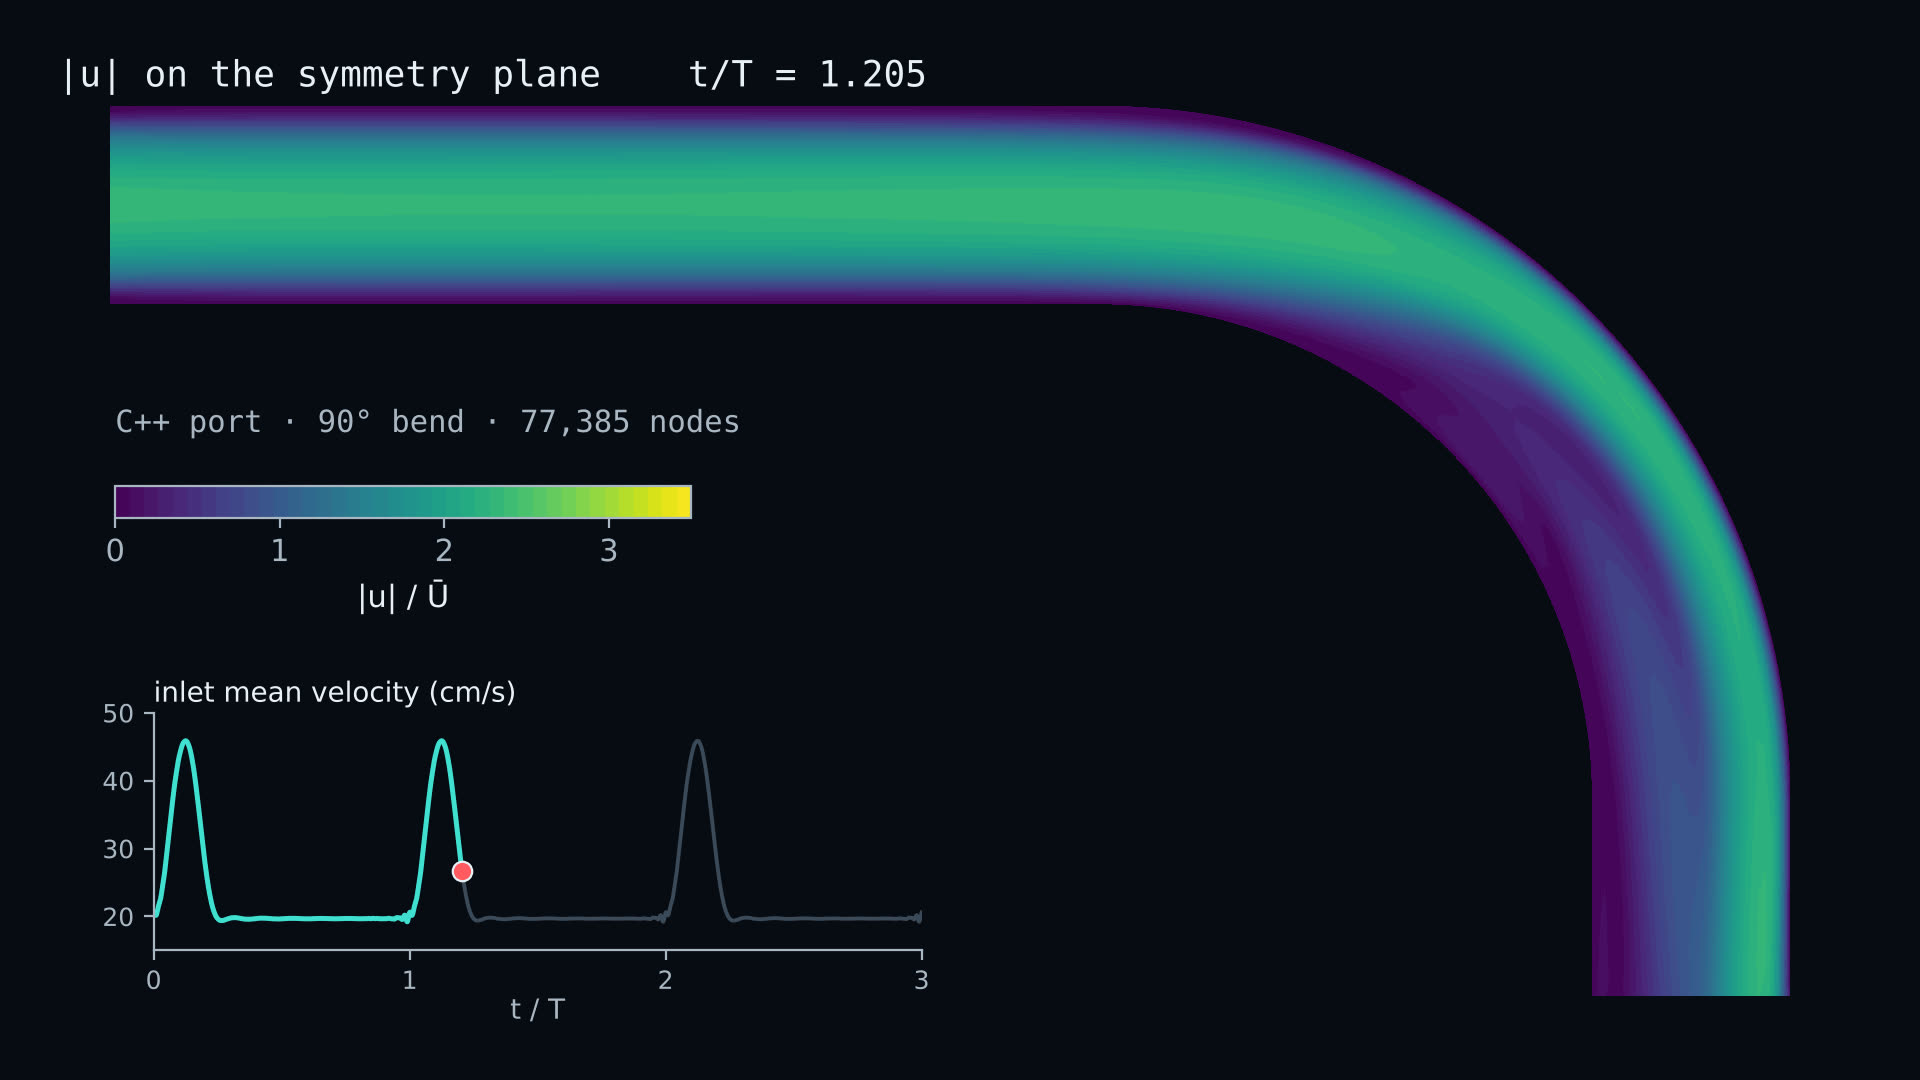 |u| on the symmetry plane    t/T = 1.205
C++ port · 90° bend · 77,385 nodes
0 1 2 3
|u| / Ū
inlet mean velocity (cm/s)
50
40
30
20
0 1 2 3
t / T